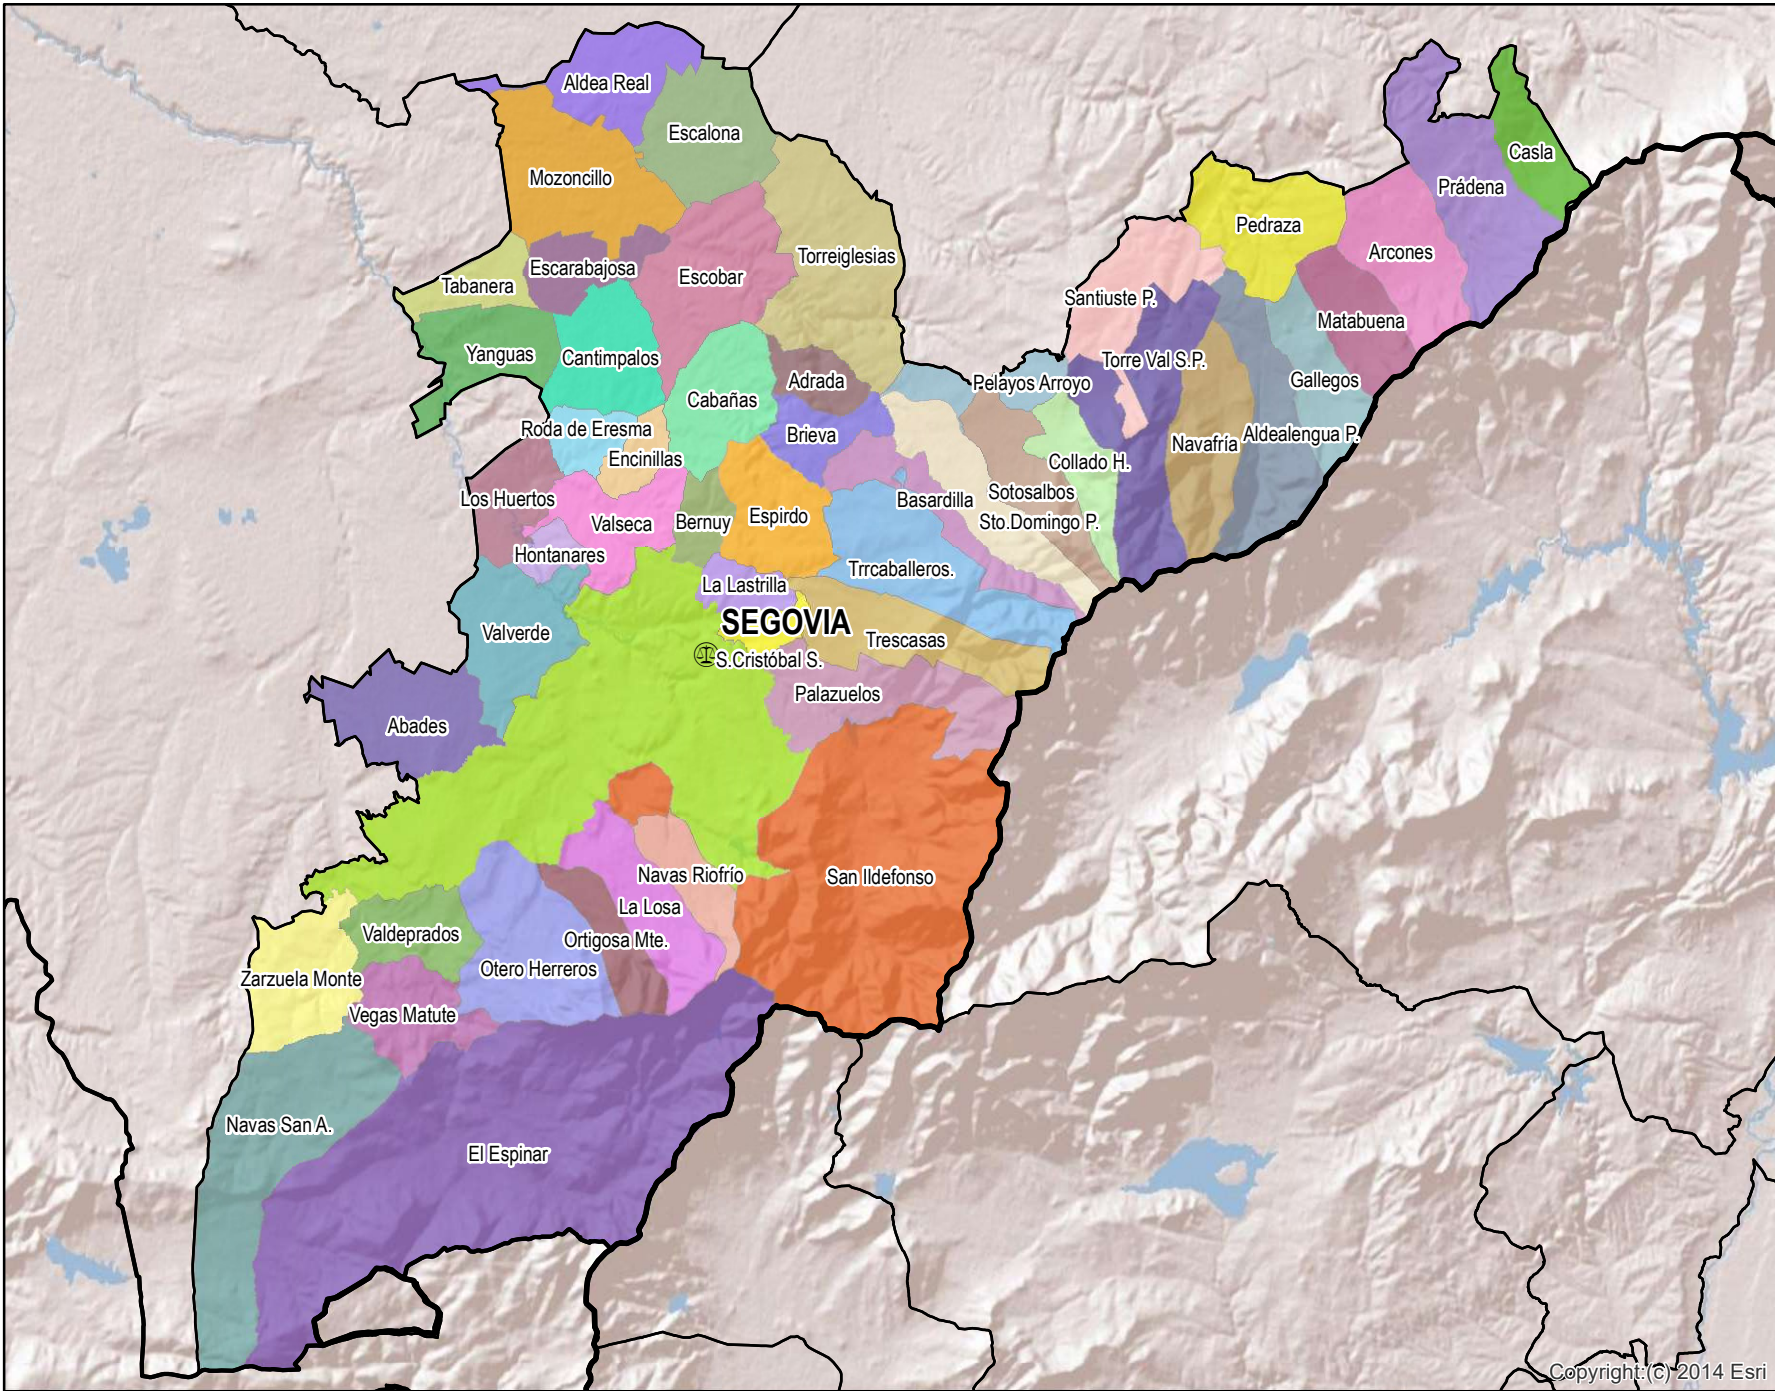 Aldea Real
Escalona
Casla
Mozoncillo
Prádena
Pedraza
Arcones
Torreiglesias
Escarabajosa
Escobar
Tabanera
Santiuste P.
Matabuena
Yanguas
Cantimpalos
Torre Val S.P.
Adrada
Pelayos Arroyo
Gallegos
Cabañas
Roda de Eresma
Brieva
Aldealengua P.
Navafría
Encinillas
Collado H.
Los Huertos
Basardilla
Sotosalbos
Valseca
Bernuy
Espirdo
Sto.Domingo P.
Hontanares
Trrcaballeros.
La Lastrilla
SEGOVIA
Valverde
Trescasas
S.Cristóbal S.
Palazuelos
Abades
Navas Riofrío
San Ildefonso
La Losa
Valdeprados
Ortigosa Mte.
Otero Herreros
Zarzuela Monte
Vegas Matute
Navas San A.
El Espinar
Copyright:(c) 2014 Esri